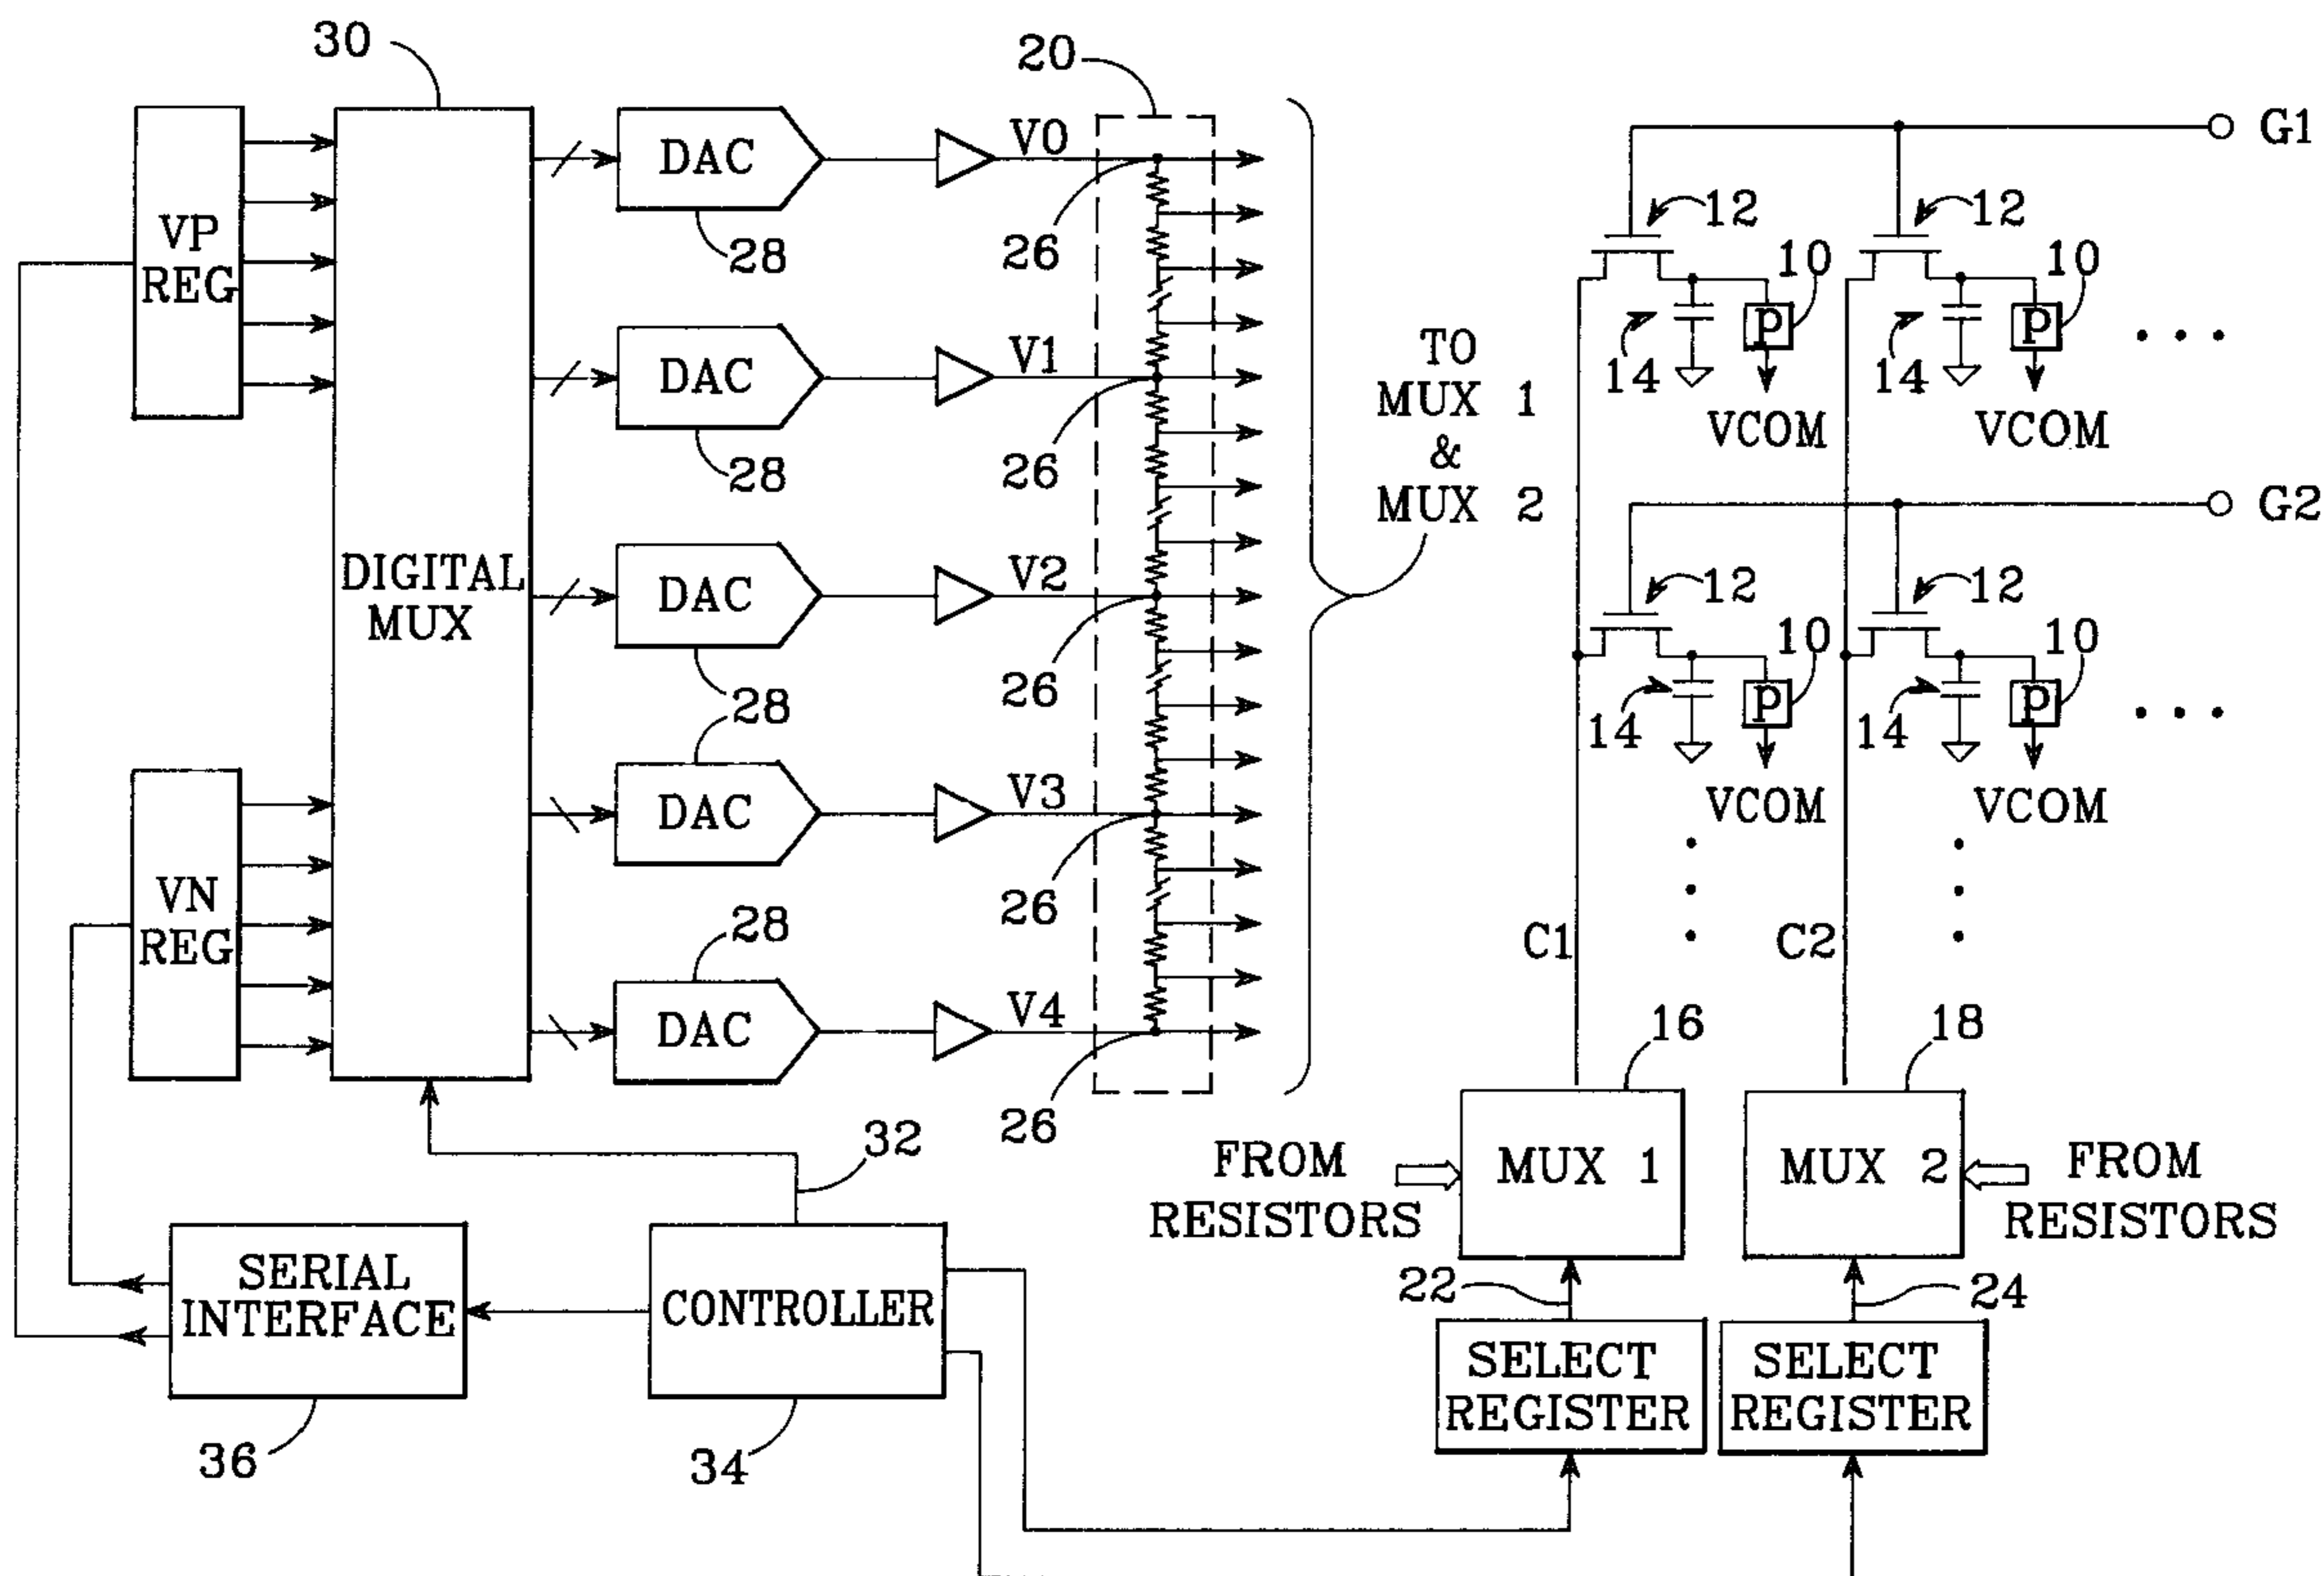 30
20
VP
REG
DIGITAL
MUX
VN
REG
DAC
28
V0
26
DAC
28
V1
26
DAC
28
V2
26
DAC
28
V3
26
DAC
28
V4
26
TO
MUX 1
&
MUX 2
G1
12
12
10
10
P
P
14
14
VCOM
VCOM
G2
12
12
10
10
P
P
14
14
VCOM
VCOM
C1
C2
16
18
FROM
RESISTORS
MUX 1
MUX 2
FROM
RESISTORS
22
24
SELECT
REGISTER
SELECT
REGISTER
32
SERIAL
INTERFACE
36
CONTROLLER
34